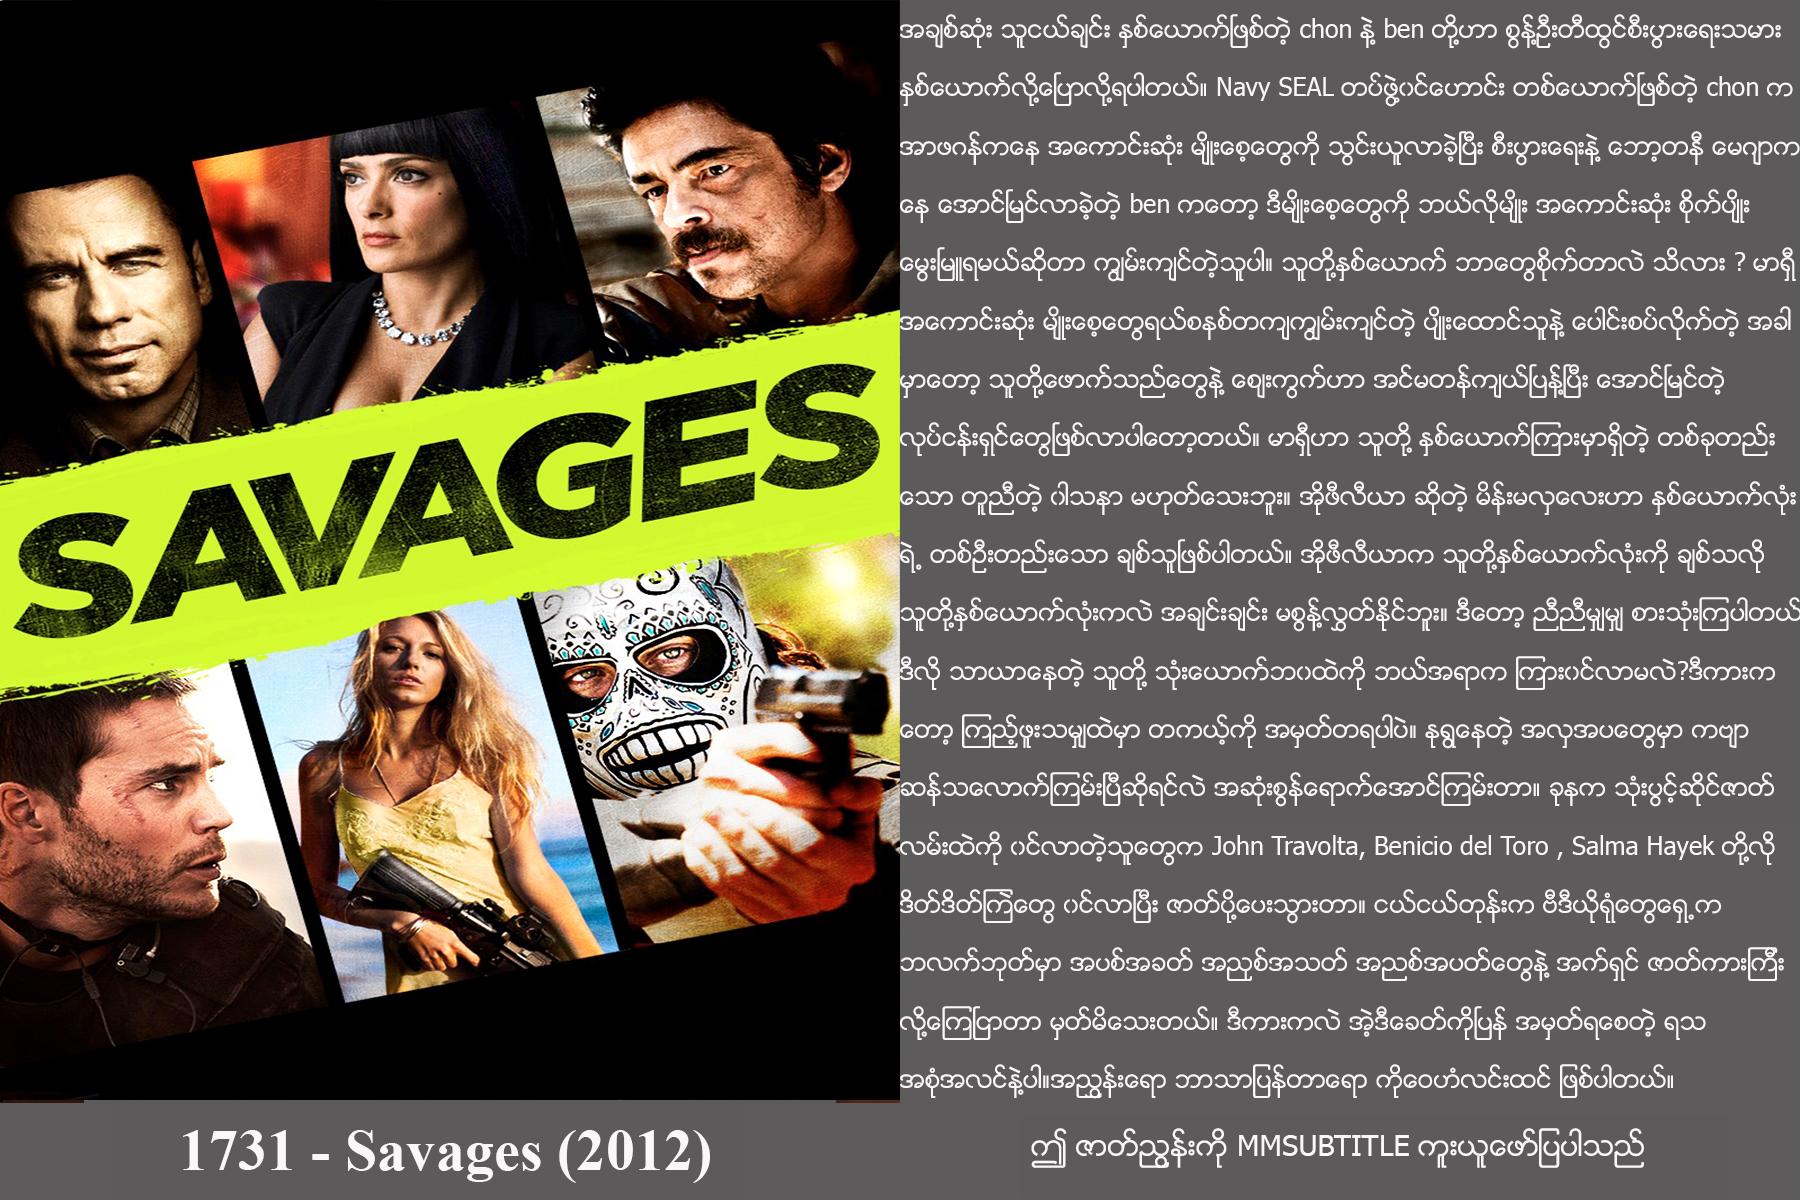 SAVAGES
1731 - Savages (2012)
အချစ်ဆုံး သူငယ်ချင်း နှစ်ယောက်ဖြစ်တဲ့ chon နဲ့ ben တို့ဟာ စွန့်ဦးတီထွင်စီးပွားရေးသမား
နှစ်ယောက်လို့ပြောလို့ရပါတယ်။ Navy SEAL တပ်ဖွဲ့ဝင်ဟောင်း တစ်ယောက်ဖြစ်တဲ့ chon က
အာဖဂန်ကနေ အကောင်းဆုံး မျိုးစေ့တွေကို သွင်းယူလာခဲ့ပြီး စီးပွားရေးနဲ့ ဘော့တနီ မေဂျာက
နေ အောင်မြင်လာခဲ့တဲ့ ben ကတော့ ဒီမျိုးစေ့တွေကို ဘယ်လိုမျိုး အကောင်းဆုံး စိုက်ပျိုး
မွေးမြူရမယ်ဆိုတာ ကျွမ်းကျင်တဲ့သူပါ။ သူတို့နှစ်ယောက် ဘာတွေစိုက်တာလဲ သိလား ? မာရှီ
အကောင်းဆုံး မျိုးစေ့တွေရယ်စနစ်တကျကျွမ်းကျင်တဲ့ ပျိုးထောင်သူနဲ့ ပေါင်းစပ်လိုက်တဲ့ အခါ
မှာတော့ သူတို့ဖောက်သည်တွေနဲ့ ဈေးကွက်ဟာ အင်မတန်ကျယ်ပြန့်ပြီး အောင်မြင်တဲ့
လုပ်ငန်းရှင်တွေဖြစ်လာပါတော့တယ်။ မာရှီဟာ သူတို့ နှစ်ယောက်ကြားမှာရှိတဲ့ တစ်ခုတည်း
သော တူညီတဲ့ ဝါသနာ မဟုတ်သေးဘူး။ အိုဖီလီယာ ဆိုတဲ့ မိန်းမလှလေးဟာ နှစ်ယောက်လုံး
ရဲ့ တစ်ဦးတည်းသော ချစ်သူဖြစ်ပါတယ်။ အိုဖီလီယာက သူတို့နှစ်ယောက်လုံးကို ချစ်သလို
သူတို့နှစ်ယောက်လုံးကလဲ အချင်းချင်း မစွန့်လွှတ်နိုင်ဘူး။ ဒီတော့ ညီညီမျှမျှ စားသုံးကြပါတယ်
ဒီလို သာယာနေတဲ့ သူတို့ သုံးယောက်ဘဝထဲကို ဘယ်အရာက ကြားဝင်လာမလဲ?ဒီကားက
တော့ ကြည့်ဖူးသမျှထဲမှာ တကယ့်ကို အမှတ်တရပါပဲ။ နုရွနေတဲ့ အလှအပတွေမှာ ကဗျာ
ဆန်သလောက်ကြမ်းပြီဆိုရင်လဲ အဆုံးစွန်ရောက်အောင်ကြမ်းတာ။ ခုနက သုံးပွင့်ဆိုင်ဇာတ်
လမ်းထဲကို ဝင်လာတဲ့သူတွေက John Travolta, Benicio del Toro , Salma Hayek တို့လို
ဒိတ်ဒိတ်ကြဲတွေ ဝင်လာပြီး ဇာတ်ပို့ပေးသွားတာ။ ငယ်ငယ်တုန်းက ဗီဒီယိုရုံတွေရှေ့က
ဘလက်ဘုတ်မှာ အပစ်အခတ် အညှစ်အသတ် အညစ်အပတ်တွေနဲ့ အက်ရှင် ဇာတ်ကားကြီး
လို့ကြေငြာတာ မှတ်မိသေးတယ်။ ဒီကားကလဲ အဲ့ဒီခေတ်ကိုပြန် အမှတ်ရစေတဲ့ ရသ
အစုံအလင်နဲ့ပါ။အညွှန်းရော ဘာသာပြန်တာရော ကိုဝေဟံလင်းထင် ဖြစ်ပါတယ်။
ဤ ဇာတ်ညွန်းကို MMSUBTITLE ကူးယူဖော်ပြပါသည်